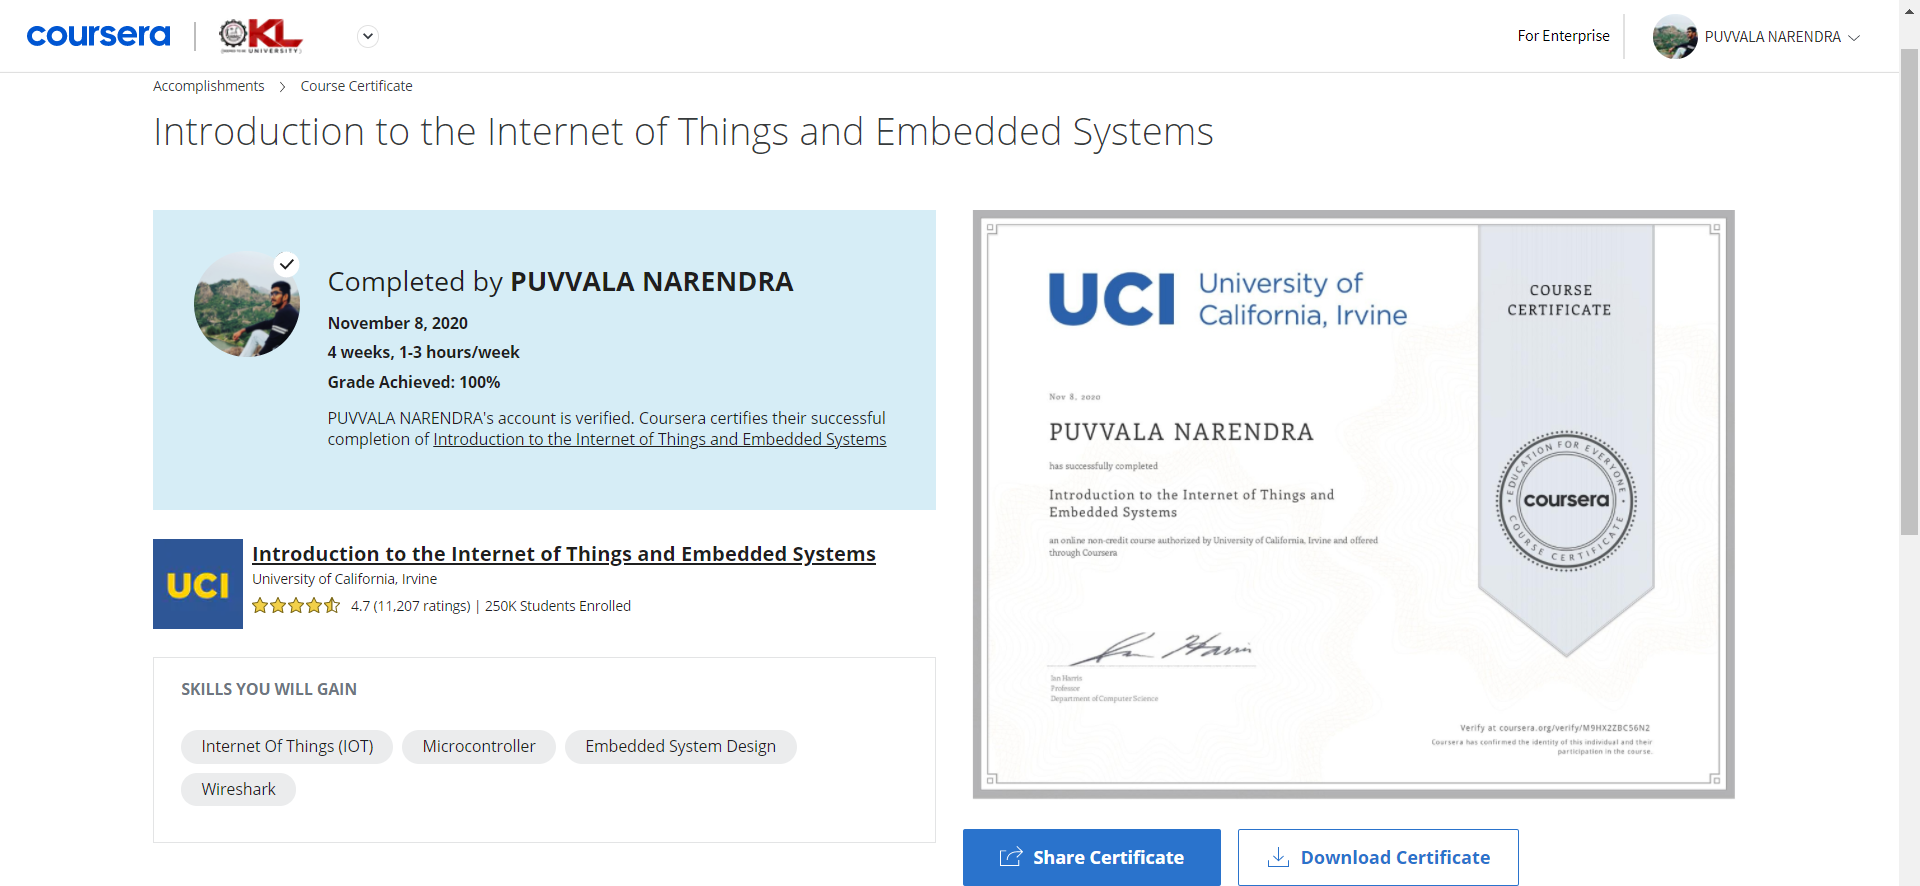 coursera
KL
UNIVERSITY
For Enterprise
PUVVALA NARENDRA
Accomplishments
Course Certificate
Introduction to the Internet of Things and Embedded Systems
Completed by PUVVALA NARENDRA
November 8, 2020
4 weeks, 1-3 hours/week
Grade Achieved: 100%
PUVVALA NARENDRA's account is verified. Coursera certifies their successful
completion of Introduction to the Internet of Things and Embedded Systems
UCI
Introduction to the Internet of Things and Embedded Systems
University of California, Irvine
4.7 (11,207 ratings) | 250K Students Enrolled
SKILLS YOU WILL GAIN
Internet Of Things (IOT)
Microcontroller
Embedded System Design
Wireshark
UCI
University of
California, Irvine
Nov 8, 2020
PUVVALA NARENDRA
has successfully completed
Introduction to the Internet of Things and
Embedded Systems
an online non-credit course authorized by University of California, Irvine and offered
through Coursera
Ian Harris
Ian Harris
Professor
Department of Computer Science
COURSE
CERTIFICATE
EDUCATION FOR EVERYONE
coursera
COURSE CERTIFICATE
Verify at coursera.org/verify/M9HX2ZBC56N2
Coursera has confirmed the identity of this individual and their
participation in the course.
Share Certificate
Download Certificate